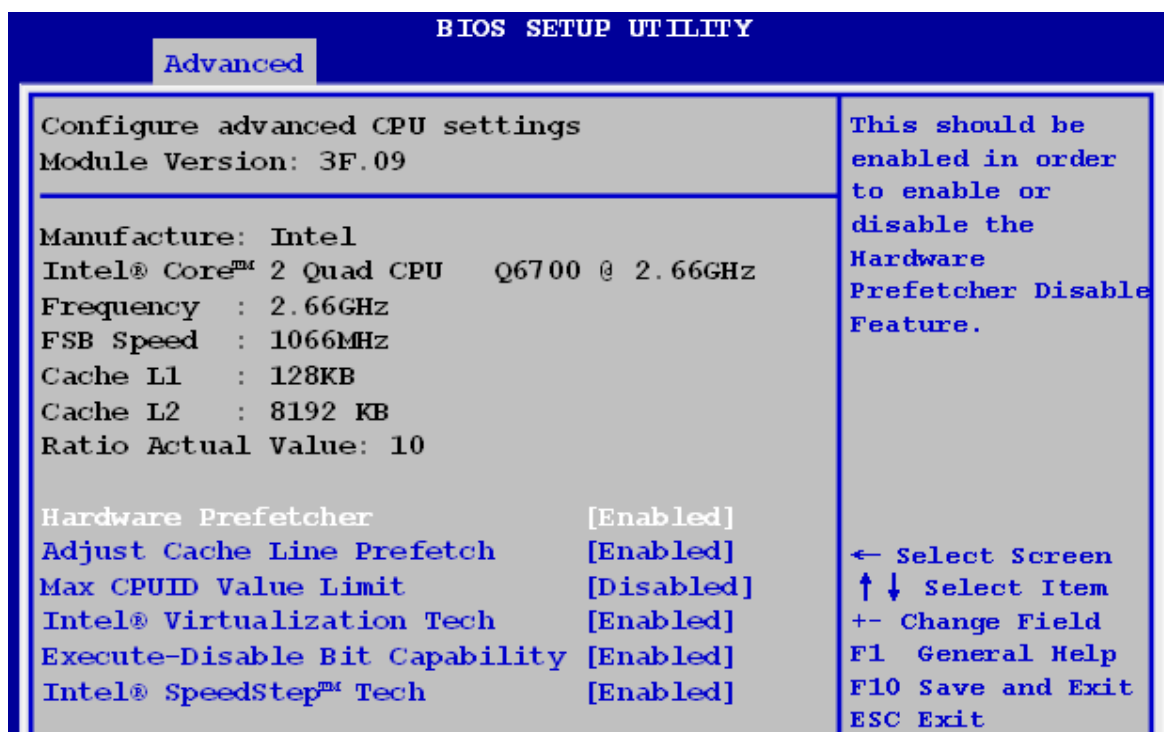 BIOS SETUP UTILITY
Advanced
Configure advanced CPU settings
Module Version: 3F.09
Manufacture: Intel
Intel® Core™ 2 Quad CPU Q6700 @ 2.66GHz
Frequency : 2.66GHz
FSB Speed : 1066MHz
Cache L1 : 128KB
Cache L2 : 8192 KB
Ratio Actual Value: 10
Hardware Prefetcher [Enabled]
Adjust Cache Line Prefetch [Enabled]
Max CPUID Value Limit [Disabled]
Intel® Virtualization Tech [Enabled]
Execute-Disable Bit Capability [Enabled]
Intel® SpeedStep™ Tech [Enabled]
This should be
enabled in order
to enable or
disable the
Hardware
Prefetcher Disable
Feature.
← Select Screen
↑↓ Select Item
+- Change Field
F1 General Help
F10 Save and Exit
ESC Exit